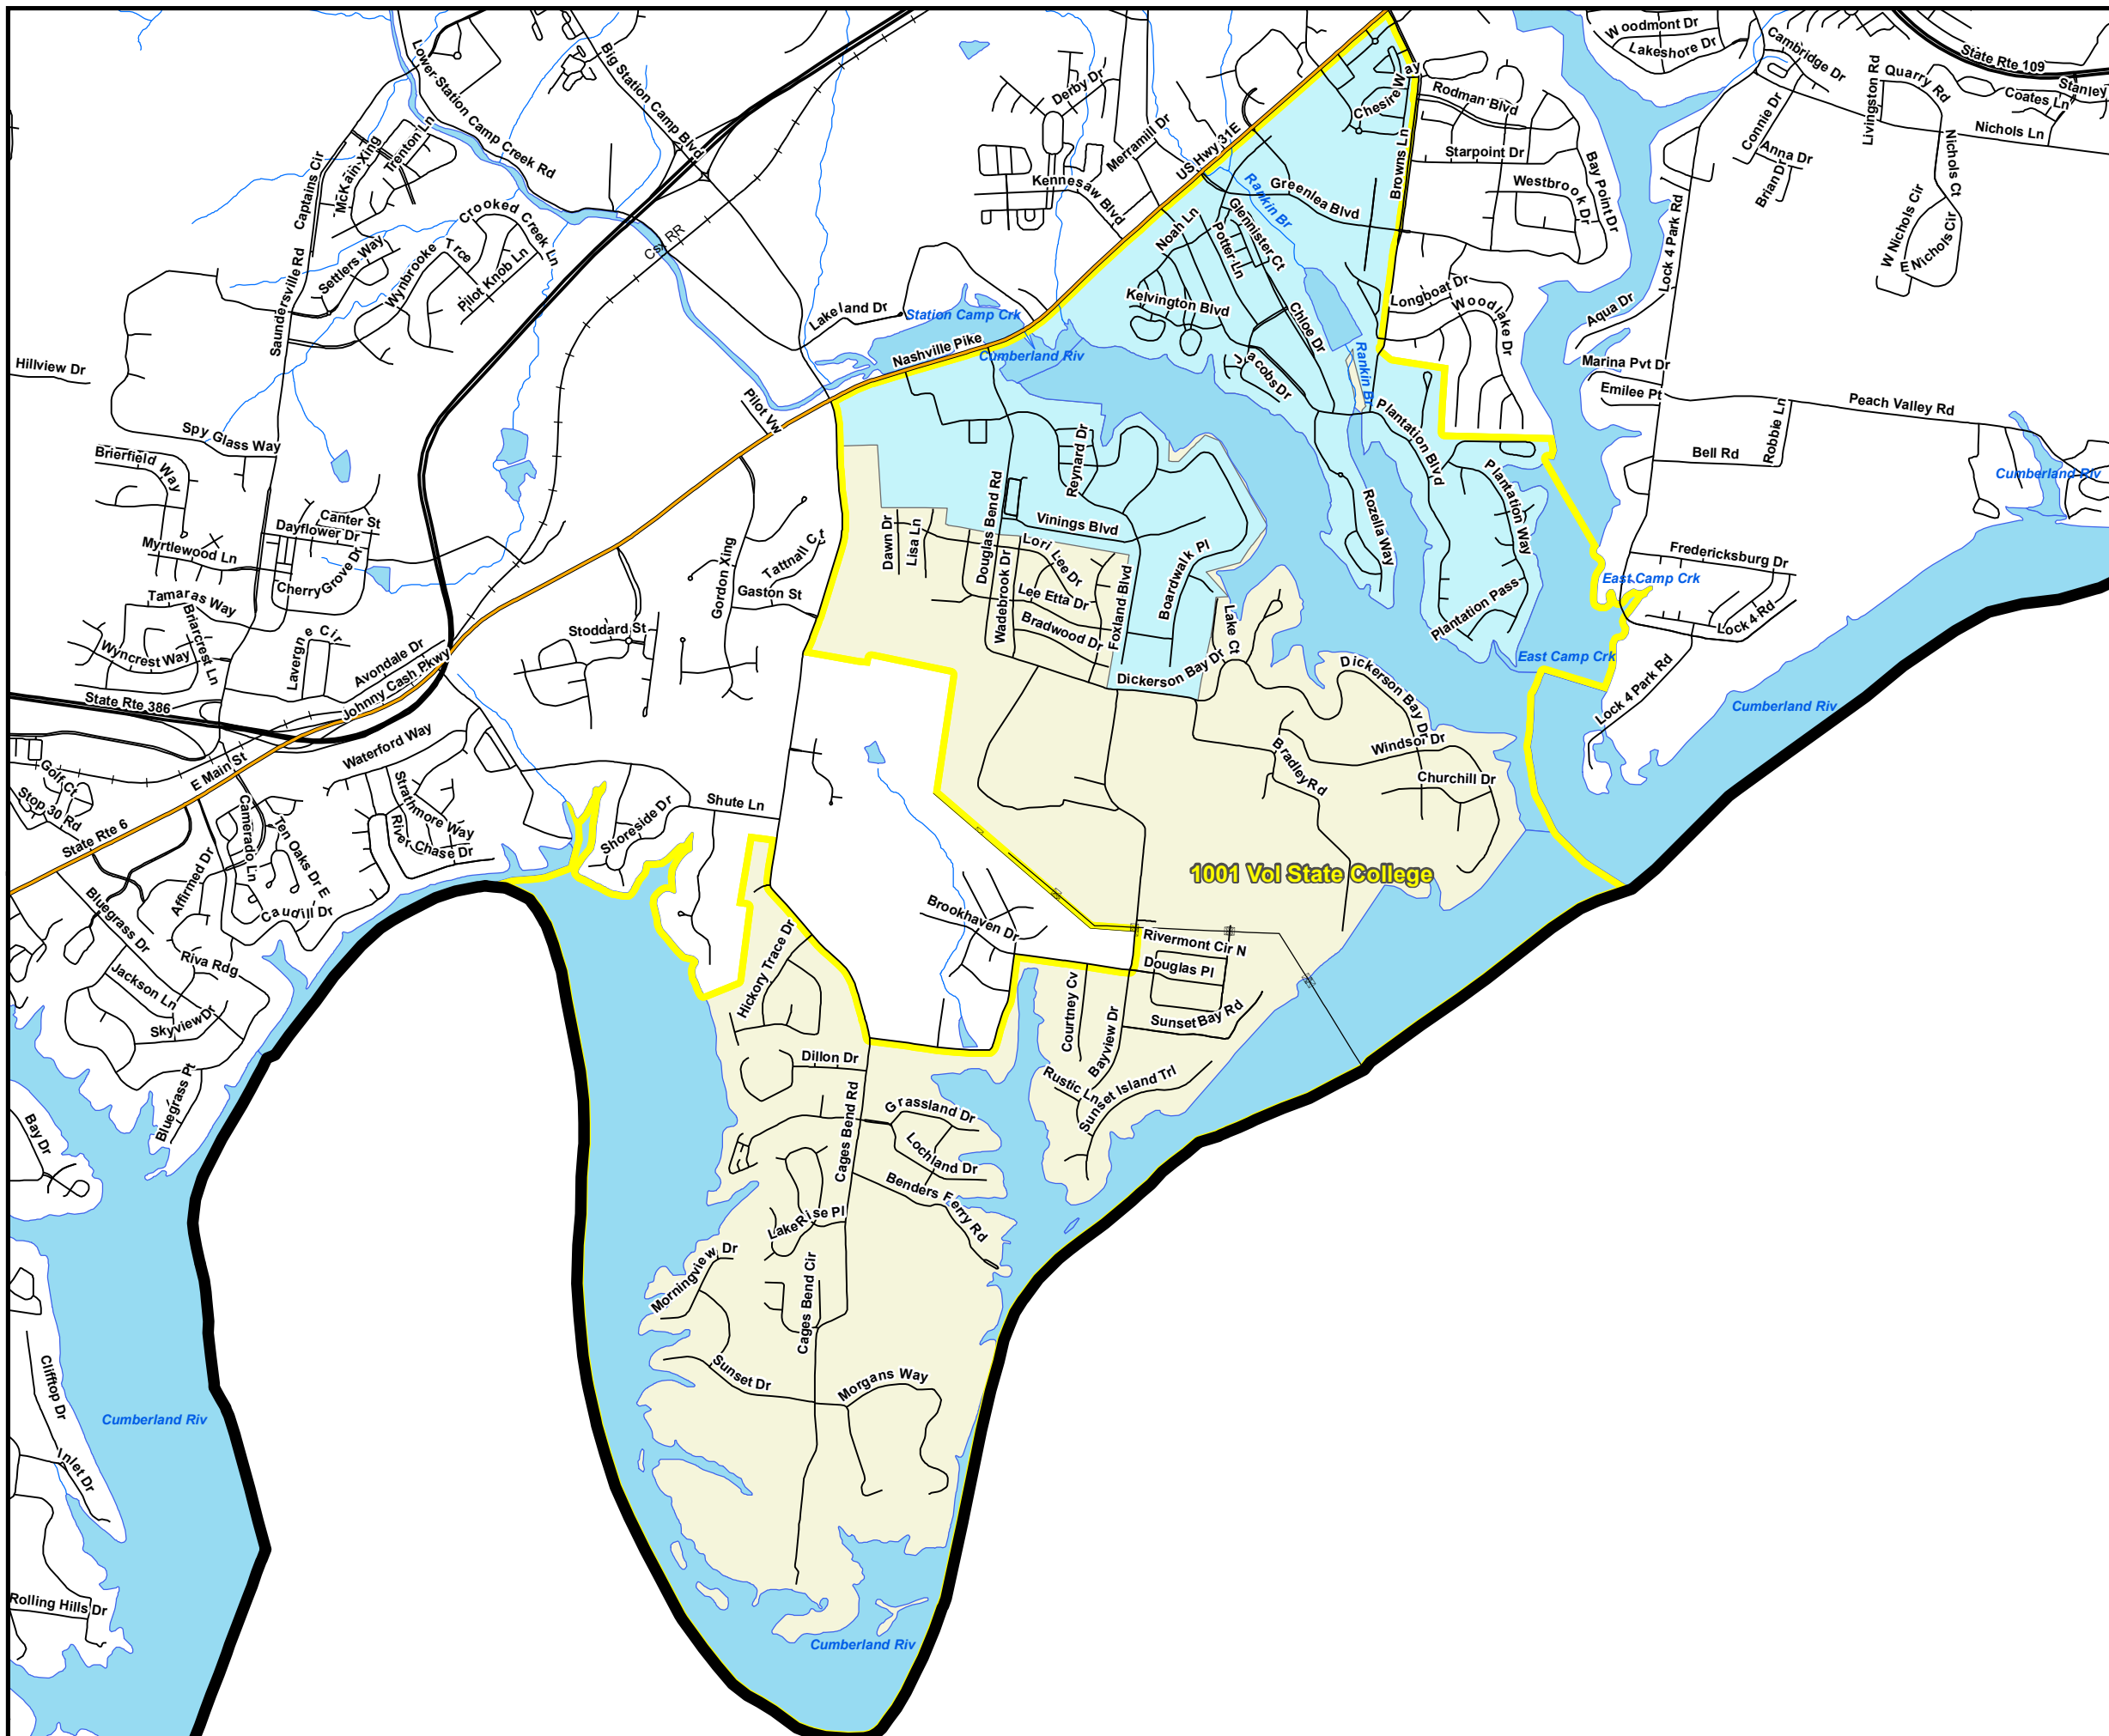 Woodmont Dr
Lakeshore Dr
Cambridge Dr
State Rte 109
Stanley
Livingston Rd
Quarry Rd
Coates Ln
Nichols Ln
Connie Dr
Anna Dr
Brian Dr
Nichols Ct
W Nichols Cir
E Nichols Cir
Lower Station Camp Creek Rd
Big Station Camp Blvd
Derby Dr
Merramill Dr
US Hwy 31E
Chesire Way
Rodman Blvd
Browns Ln
Starpoint Dr
Westbrook Dr
Bay Point Dr
Lock 4 Park Rd
Captains Cir
McKain Xing
Trenton Ln
Kennesaw Blvd
Rankin Br
Greenlea Blvd
Crooked Creek Ln
Saundersville Rd
Settlers Way
Wynbrooke Trce
Pilot Knob Ln
Csx RR
Noah Ln
Potter Ln
Glennister Ct
Longboat Dr
Woodlake Dr
Aqua Dr
Kelvington Blvd
Chloe Dr
Lakeland Dr
Station Camp Crk
Nashville Pike
Cumberland Riv
Jacobs Dr
Rankin Br
Marina Pvt Dr
Emilee Pt
Peach Valley Rd
Robbie Ln
Bell Rd
Cumberland Riv
Hillview Dr
Pilot Vw
Spy Glass Way
Brierfield Way
Reynard Dr
Plantation Blvd
Plantation Way
Canter St
Dayflower Dr
Myrtlewood Ln
Cherry Grove Dr
Gordon Xing
Tattnall Ct
Gaston St
Dawn Dr
Lisa Ln
Douglas Bend Rd
Vinings Blvd
Lori Lee Dr
Lee Etta Dr
Wadebrook Dr
Bradwood Dr
Foxland Blvd
Boardwalk Pl
Rozella Way
Plantation Pass
Fredericksburg Dr
East Camp Crk
Lock 4 Rd
Tamaras Way
Briarcrest Ln
Wyncrest Way
Lavergne Cir
Avondale Dr
Johnny Cash Pkwy
Stoddard St
Lake Ct
Dickerson Bay Dr
Dickerson Bay Dr
East Camp Crk
Lock 4 Park Rd
Cumberland Riv
State Rte 386
Waterford Way
E Main St
Golf Ct
Stop 30 Rd
State Rte 6
Strathmore Way
River Chase Dr
Camerado Ln
Ten Oaks Dr E
Affirmed Dr
Caudill Dr
Bluegrass Dr
Shoreside Dr
Shute Ln
Bradley Rd
Windsor Dr
Churchill Dr
1001 Vol State College
Brookhaven Dr
Rivermont Cir N
Douglas Pl
Hickory Trace Dr
Courtney Cv
Sunset Bay Rd
Riva Rdg
Jackson Ln
Skyview Dr
Bluegrass Pt
Bay Dr
Dillon Dr
Bayview Dr
Rustic Ln
Sunset Island Trl
Cages Bend Rd
Grassland Dr
Lochland Dr
Benders Ferry Rd
Lake Rise Pl
Morningview Dr
Cages Bend Cir
Sunset Dr
Morgans Way
Clifftop Dr
Cumberland Riv
Inlet Dr
Rolling Hills Dr
Cumberland Riv